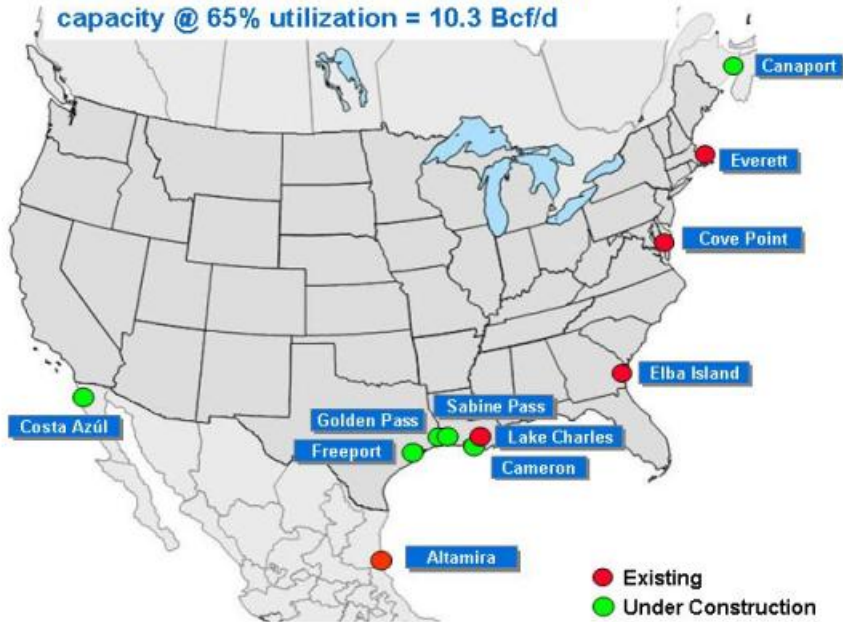 capacity @ 65% utilization = 10.3 Bcf/d
Canaport
Everett
Cove Point
Elba Island
Costa Azúl
Golden Pass
Sabine Pass
Freeport
Lake Charles
Cameron
Altamira
Existing
Under Construction